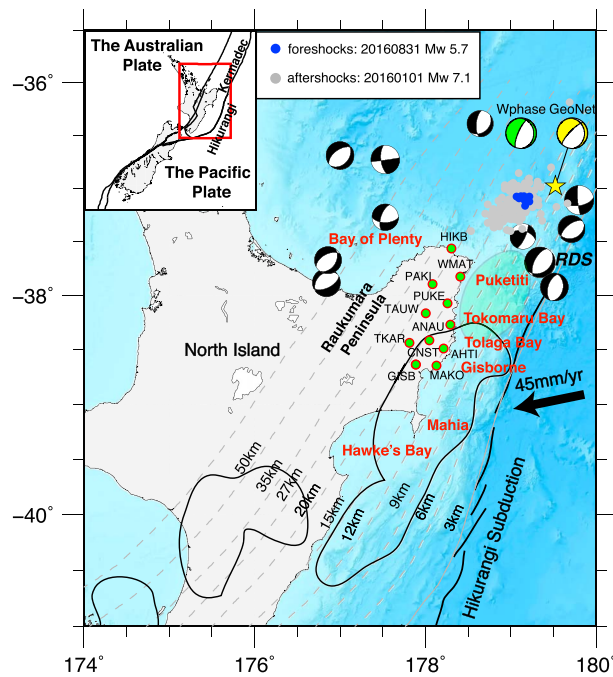 The Australian
Plate
Kermadec
Hikurangi
The Pacific
Plate
foreshocks: 20160831 Mw 5.7
aftershocks: 20160101 Mw 7.1
Wphase GeoNet
HIKB
Bay of Plenty
WMAT
RDS
PAKI
Puketiti
PUKE
TAUW
Raukumara
Peninsula
Tokomaru Bay
ANAU
TKAR
Tolaga Bay
North Island
CNST
AHTI
Gisborne
GISB
MAKO
45mm/yr
Mahia
Hawke's Bay
50km
35km
27km
20km
15km
12km
9km
6km
3km
Hikurangi Subduction
−36°
−38°
−40°
174°
176°
178°
180°